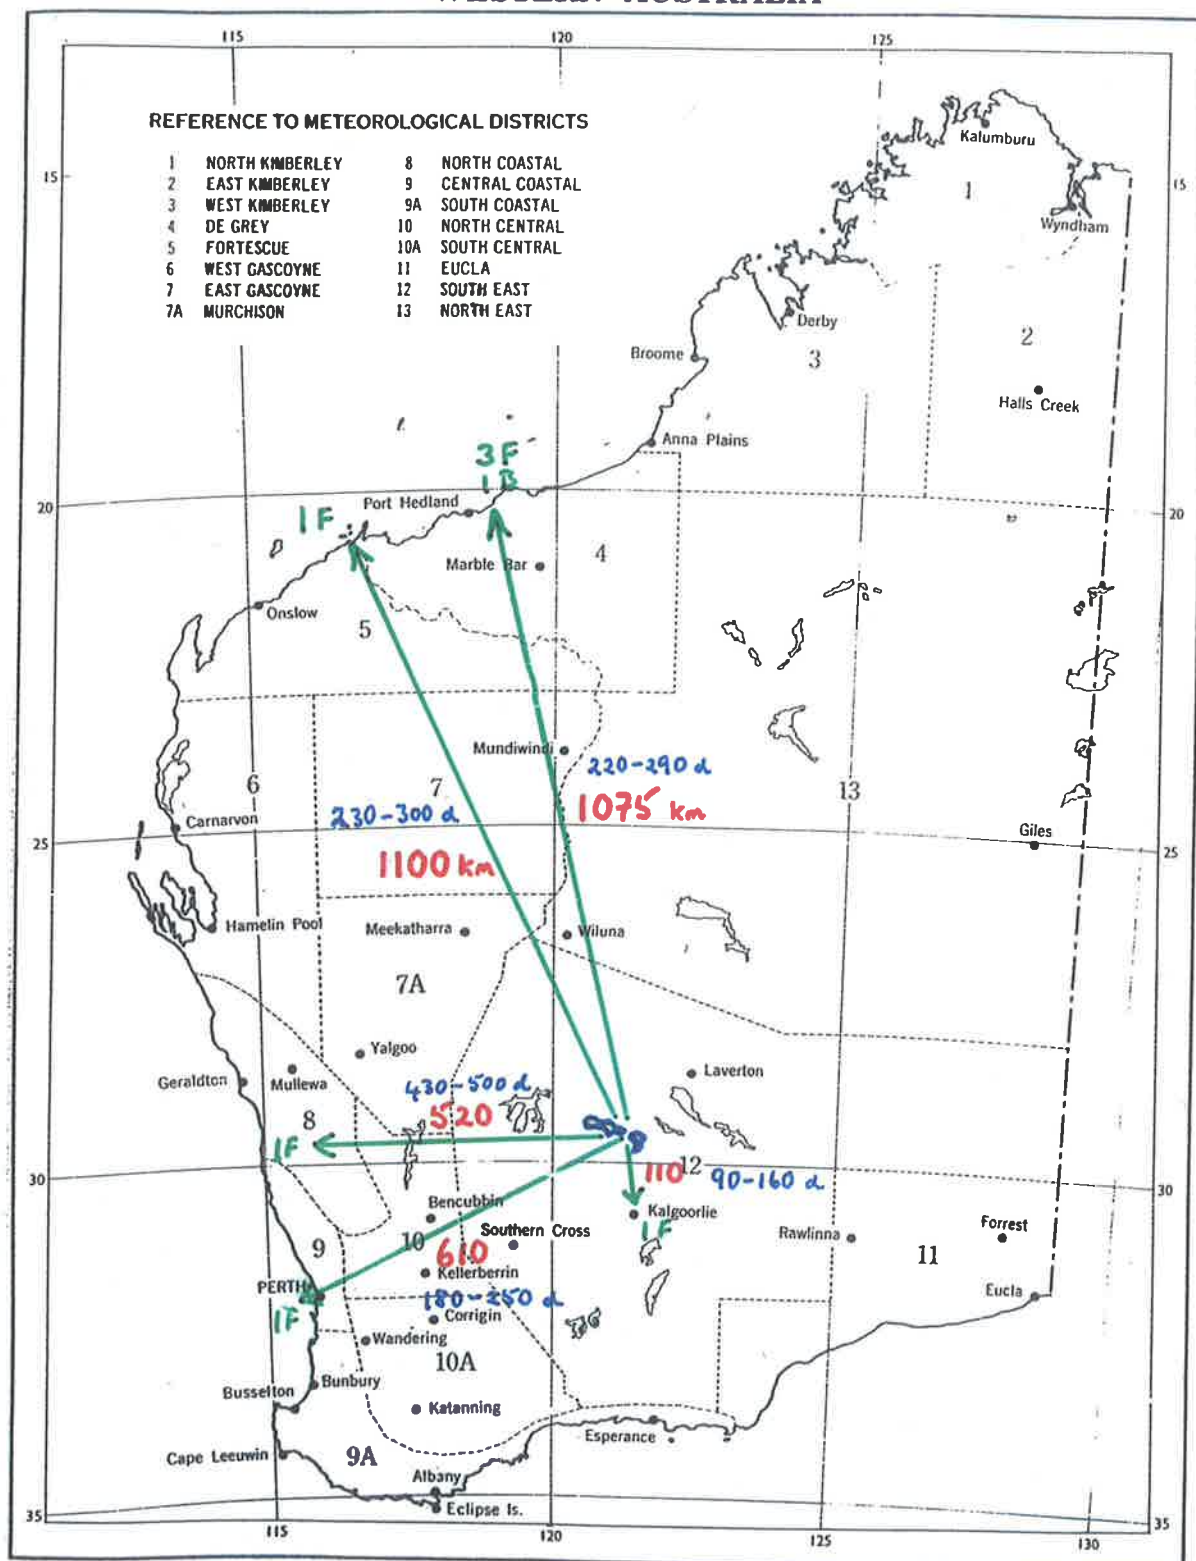 WESTERN AUSTRALIA
115 120 125
REFERENCE TO METEOROLOGICAL DISTRICTS
1 NORTH KIMBERLEY 8 NORTH COASTAL
2 EAST KIMBERLEY 9 CENTRAL COASTAL
3 WEST KIMBERLEY 9A SOUTH COASTAL
4 DE GREY 10 NORTH CENTRAL
5 FORTESCUE 10A SOUTH CENTRAL
6 WEST GASCOYNE 11 EUCLA
7 EAST GASCOYNE 12 SOUTH EAST
7A MURCHISON 13 NORTH EAST
Kalumburu
15 15
1
Wyndham
Derby
2
Broome
3
Halls Creek
Anna Plains
3F
1B
Port Hedland
20 20
1F
4
Marble Bar
Onslow
5
Mundiwindi
220-290 d
6 7 13
1075 km
230-300 d
Carnarvon
Giles
25 25
1100 km
Hamelin Pool
Meekatharra
Wiluna
7A
Yalgoo
Laverton
Geraldton
Mullewa
430-500 d
520
8
1F
12
110
90-160 d
30 30
Bencubbin
Kalgoorlie
1F
Southern Cross
Forrest
Rawlinna
9 10
610
11
Kellerberrin
PERTH
Eucla
180-250 d
1F
Corrigin
Wandering
10A
Bunbury
Busselton
Katanning
Esperance
Cape Leeuwin
9A
Albany
Eclipse Is.
35 35
115 120 125 130